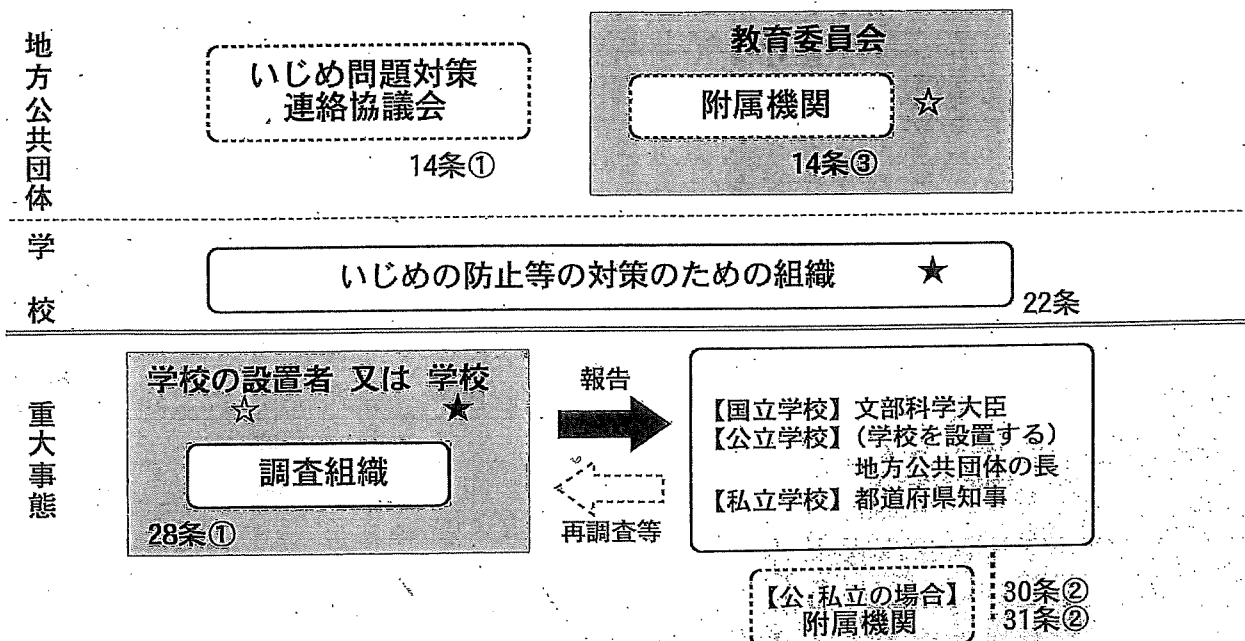 地方公共団体
いじめ問題対策
連絡協議会
14条①
教育委員会
附属機関 ☆
14条③
学校
いじめの防止等の対策のための組織 ★
22条
重大事態
学校の設置者 又は 学校
☆ ★
調査組織
28条①
報告
再調査等
【国立学校】文部科学大臣
【公立学校】(学校を設置する)
地方公共団体の長
【私立学校】都道府県知事
【公・私立の場合】
附属機関
30条②
31条②